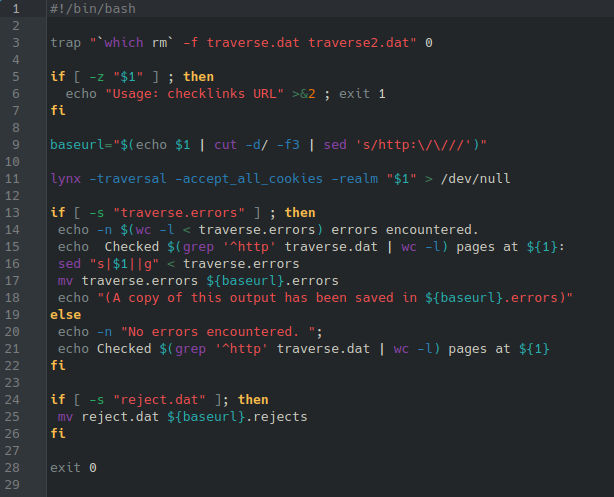 1 #!/bin/bash
2
3 trap "`which rm` -f traverse.dat traverse2.dat" 0
4
5 if [ -z "$1" ] ; then
6   echo "Usage: checklinks URL" >&2 ; exit 1
7 fi
8
9 baseurl="$(echo $1 | cut -d/ -f3 | sed 's/http:\/\///')"
10
11 lynx -traversal -accept_all_cookies -realm "$1" > /dev/null
12
13 if [ -s "traverse.errors" ] ; then
14  echo -n $(wc -l < traverse.errors) errors encountered.
15  echo  Checked $(grep '^http' traverse.dat | wc -l) pages at ${1}:
16  sed "s|$1||g" < traverse.errors
17  mv traverse.errors ${baseurl}.errors
18  echo "(A copy of this output has been saved in ${baseurl}.errors)"
19 else
20  echo -n "No errors encountered. ";
21  echo Checked $(grep '^http' traverse.dat | wc -l) pages at ${1}
22 fi
23
24 if [ -s "reject.dat" ]; then
25  mv reject.dat ${baseurl}.rejects
26 fi
27
28 exit 0
29